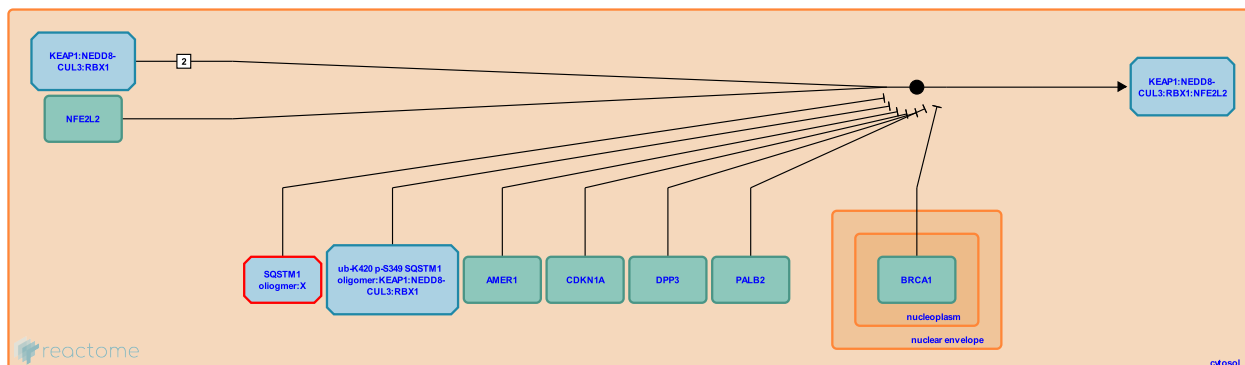 KEAP1:NEDD8-
CUL3:RBX1
2
NFE2L2
KEAP1:NEDD8-
CUL3:RBX1:NFE2L2
SQSTM1
oliogmer:X
ub-K420 p-S349 SQSTM1
oligomer:KEAP1:NEDD8-
CUL3:RBX1
AMER1
CDKN1A
DPP3
PALB2
BRCA1
nucleoplasm
nuclear envelope
reactome
cytosol